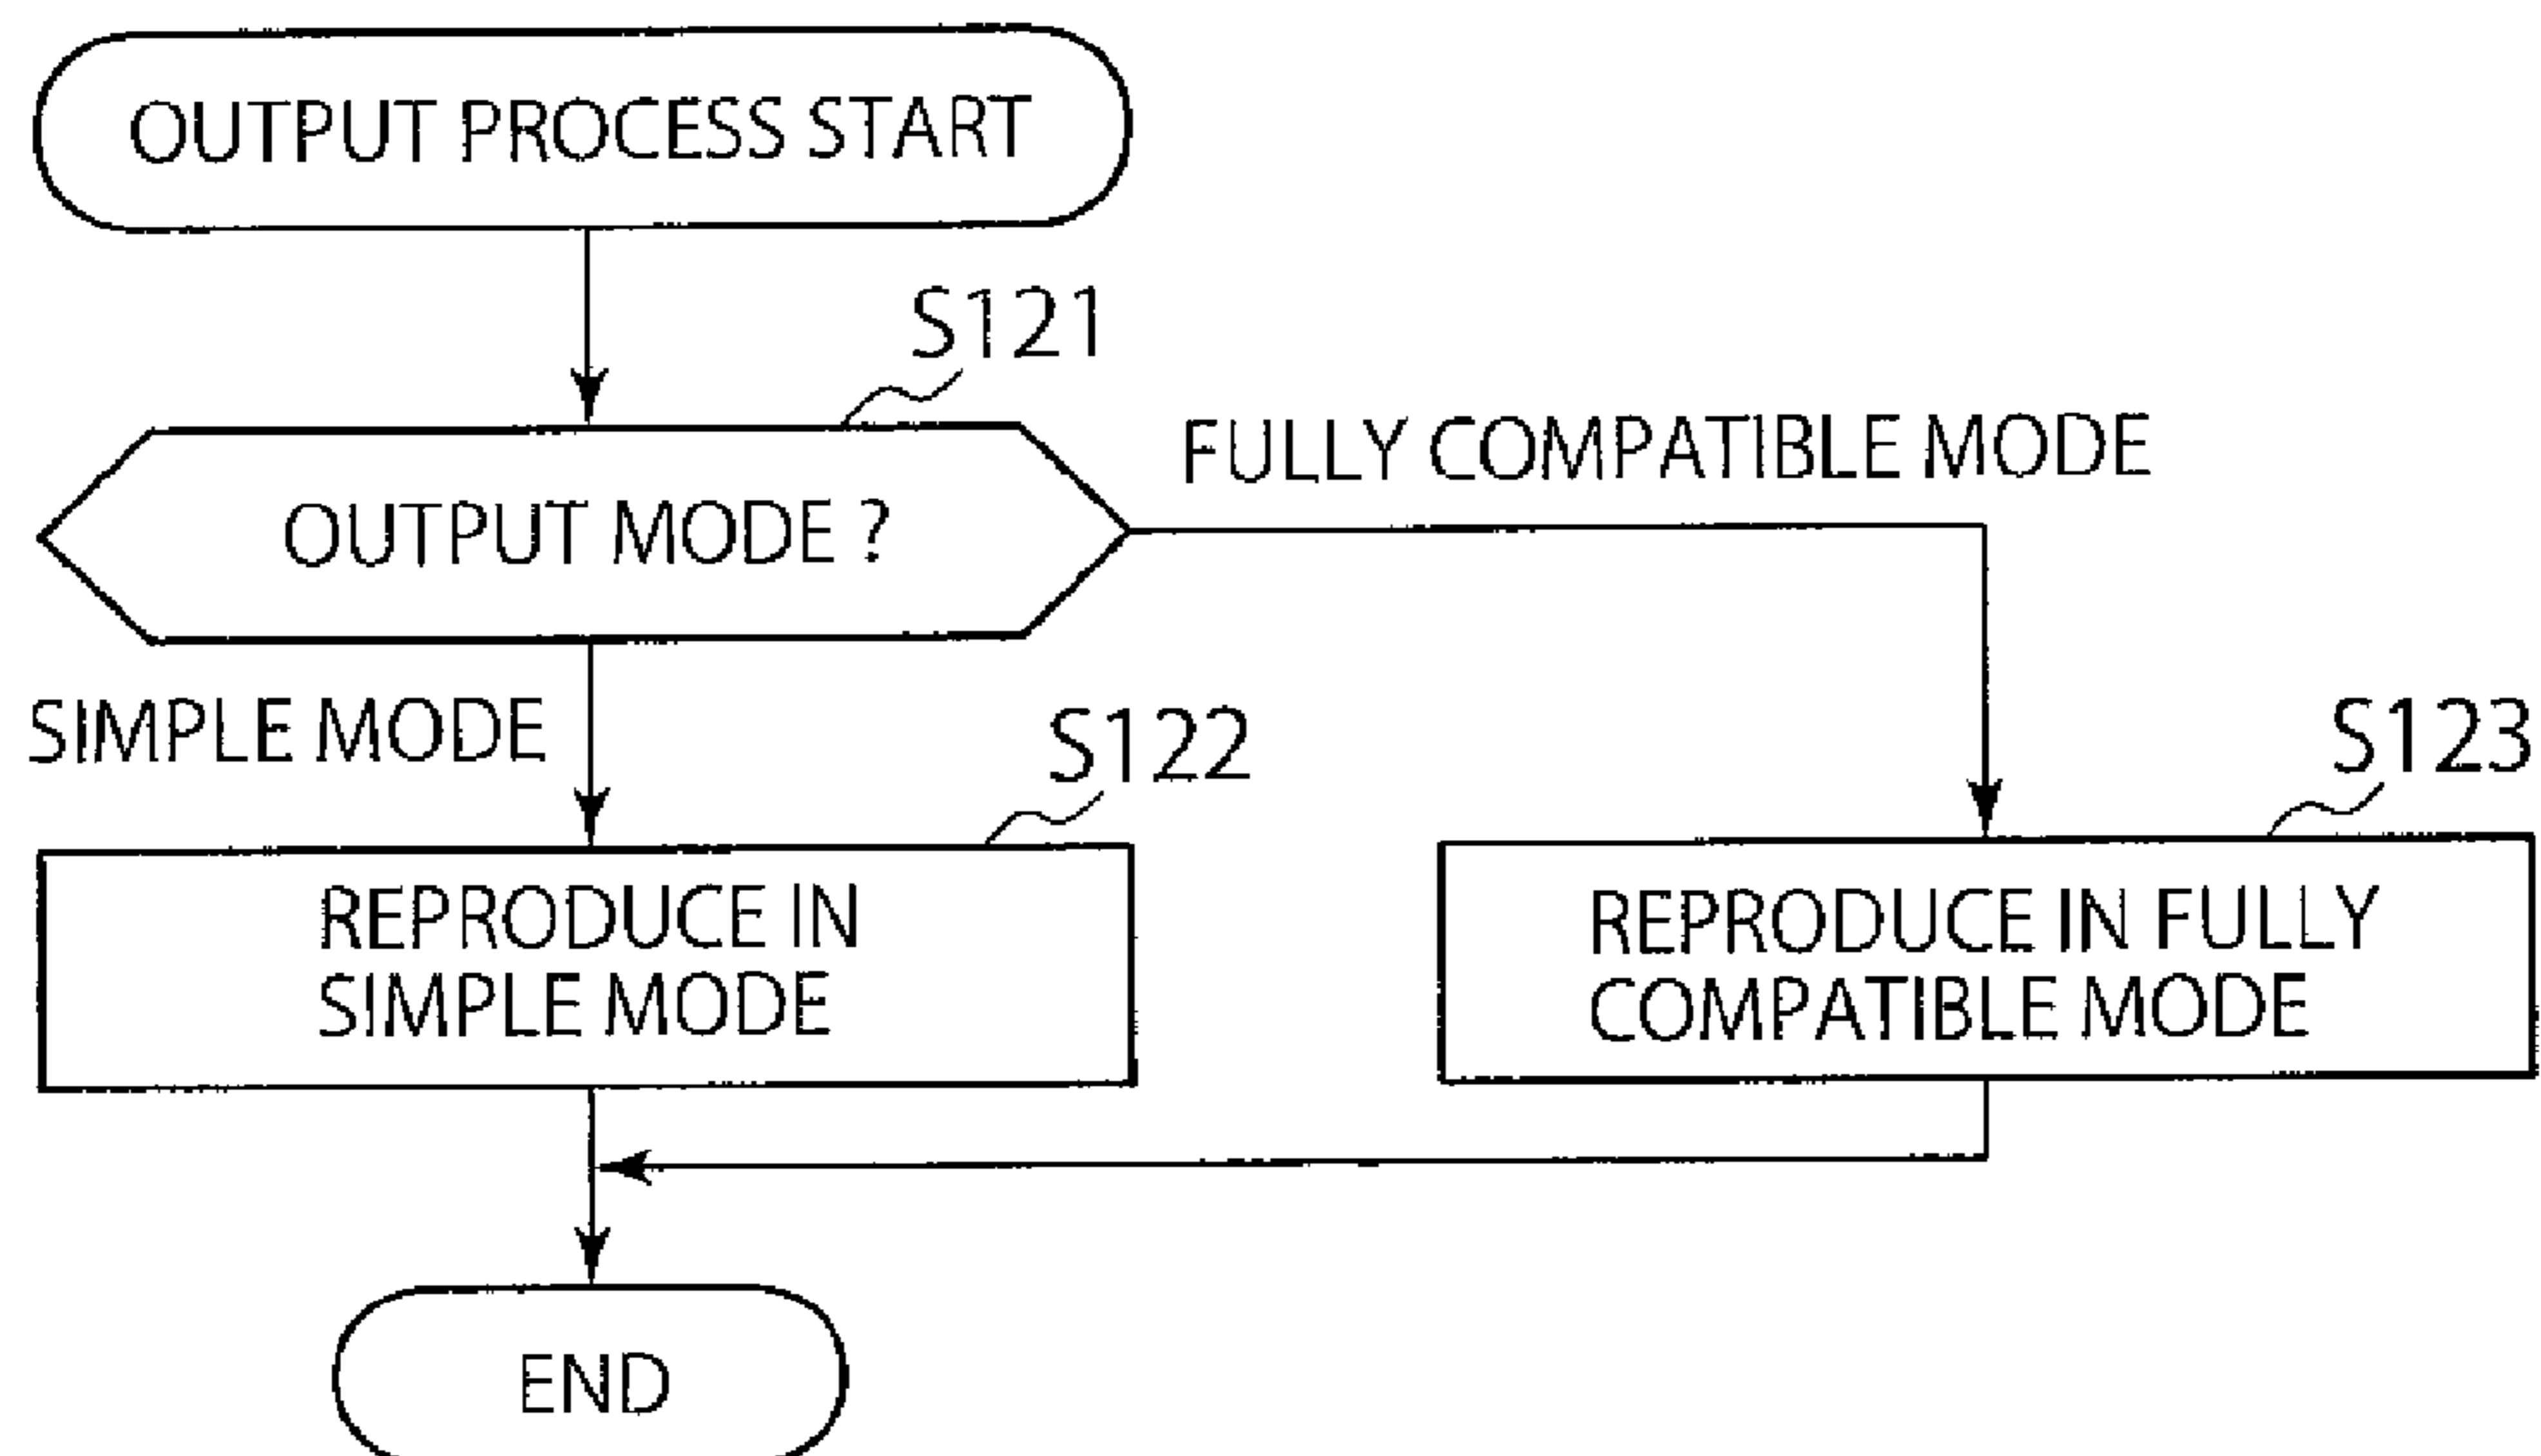 OUTPUT PROCESS START
S121
FULLY COMPATIBLE MODE
OUTPUT MODE ?
SIMPLE MODE
S122
S123
REPRODUCE IN
SIMPLE MODE
REPRODUCE IN FULLY
COMPATIBLE MODE
END